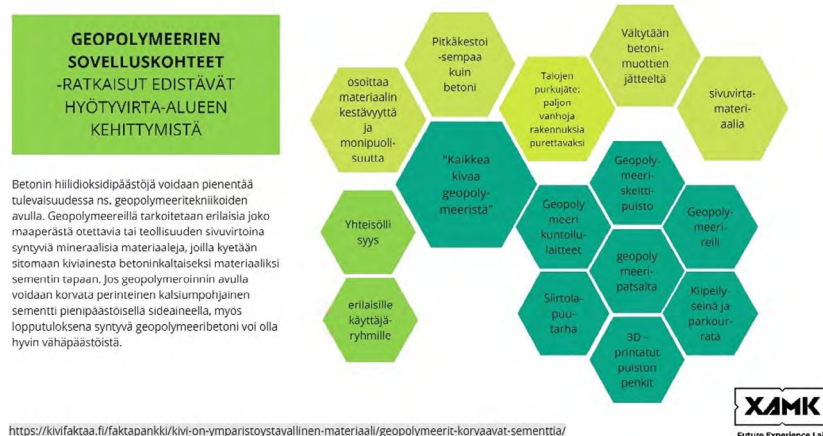 GEOPOLYMEERIEN
SOVELLUSKOHTEET
-RATKAISUT EDISTÄVÄT
HYÖTYVIRTA-ALUEEN
KEHITTYMISTÄ
Betonin hiilidioksidipäästöjä voidaan pienentää
tulevaisuudessa ns. geopolymeeritekniikoiden
avulla. Geopolymeereillä tarkoitetaan erilaisia joko
maaperästä otettavia tai teollisuuden sivuvirtoina
syntyviä mineraalisia materiaaleja, joilla kyetään
sitomaan kiviainesta betoninkaltaiseksi materiaaliksi
sementin tapaan. Jos geopolymeroinnin avulla
voidaan korvata perinteinen kalsiumpohjainen
sementti pienipäästöisellä sideaineella, myös
lopputuloksena syntyvä geopolymeeribetoni voi olla
hyvin vähäpäästöistä.
osoittaa
materiaalin
kestävyyttä
ja
monipuoli-
suutta
Pitkäkestoi
-sempaa
kuin
betoni
Talojen
purkujäte:
paljon
vanhoja
rakennuksia
purettavaksi
Vältytään
betoni-
muottien
jätteeltä
sivuvirta-
materi-
aalia
"Kaikkea
kivaa
geopoly-
meeristä"
Yhteisölli
syys
erilaisille
käyttäjä-
ryhmille
Geopoly
meeri
kuntoilu-
laitteet
Geopoly-
meeri-
skeitti-
puisto
Geopoly-
meeri-
reili
geopoly
meeri-
patsaita
Siirtola-
puu-
tarha
Kiipeily-
seinä ja
parkour-
rata
3D –
printatut
puiston
penkit
https://kivifaktaa.fi/faktapankki/kivi-on-ymparistoystavallinen-materiaali/geopolymeerit-korvaavat-sementtia/
XAMK
Future Experience Lab